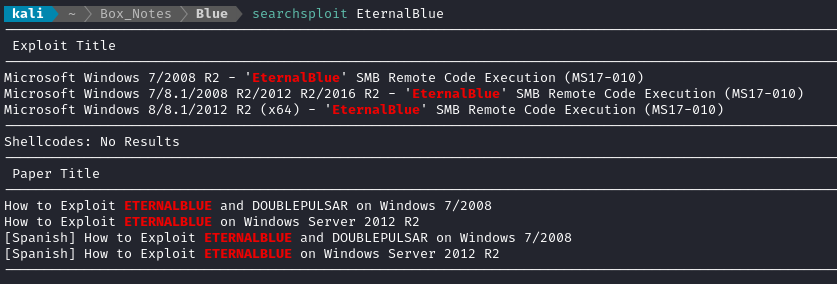 kali ~ Box_Notes Blue searchsploit EternalBlue
Exploit Title
Microsoft Windows 7/2008 R2 - 'EternalBlue' SMB Remote Code Execution (MS17-010)
Microsoft Windows 7/8.1/2008 R2/2012 R2/2016 R2 - 'EternalBlue' SMB Remote Code Execution (MS17-010)
Microsoft Windows 8/8.1/2012 R2 (x64) - 'EternalBlue' SMB Remote Code Execution (MS17-010)
Shellcodes: No Results
Paper Title
How to Exploit ETERNALBLUE and DOUBLEPULSAR on Windows 7/2008
How to Exploit ETERNALBLUE on Windows Server 2012 R2
[Spanish] How to Exploit ETERNALBLUE and DOUBLEPULSAR on Windows 7/2008
[Spanish] How to Exploit ETERNALBLUE on Windows Server 2012 R2